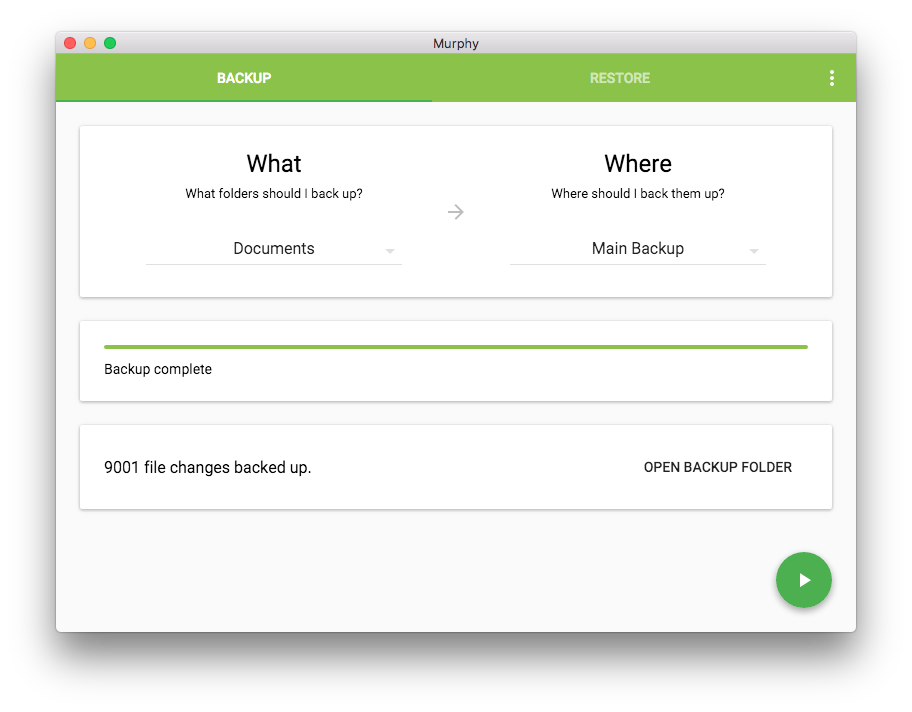 Murphy
BACKUP
RESTORE
What
What folders should I back up?
Documents
Where
Where should I back them up?
Main Backup
Backup complete
9001 file changes backed up.
OPEN BACKUP FOLDER